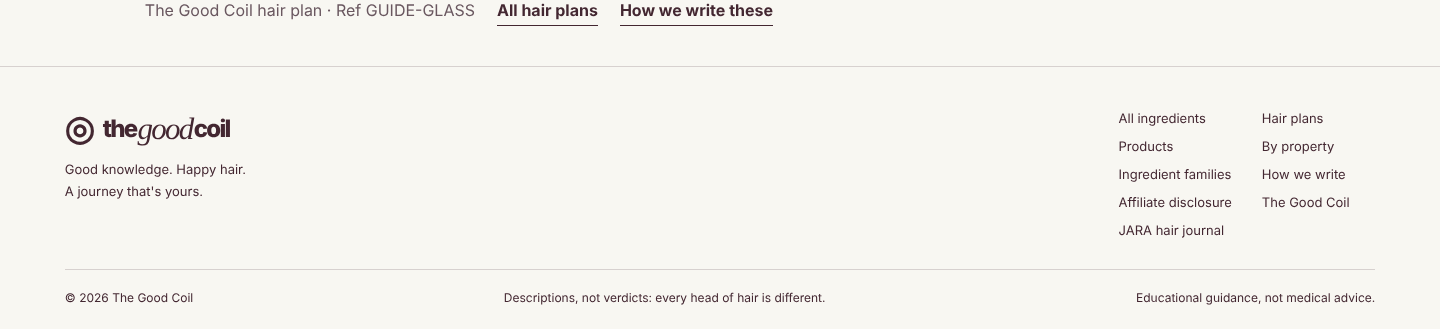 The Good Coil hair plan · Ref GUIDE-GLASS All hair plans How we write these
thegoodcoil
Good knowledge. Happy hair.
A journey that's yours.
All ingredients
Products
Ingredient families
Affiliate disclosure
JARA hair journal
Hair plans
By property
How we write
The Good Coil
© 2026 The Good Coil
Descriptions, not verdicts: every head of hair is different.
Educational guidance, not medical advice.